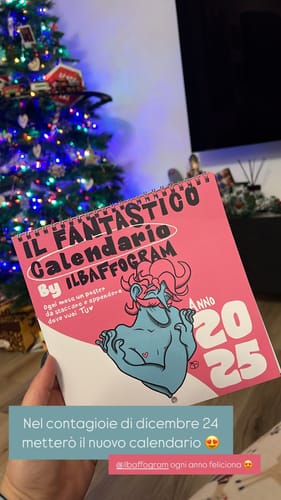 IL FANTASTICO
Calendario
By ILBAFFOGRAM
Ogni mese un poster
da staccare e appendere
dove vuoi Tu♥
ANNO
20
25
Nel contagioie di dicembre 24
metterò il nuovo calendario 😍
@ilbaffogram ogni anno feliciona 😍